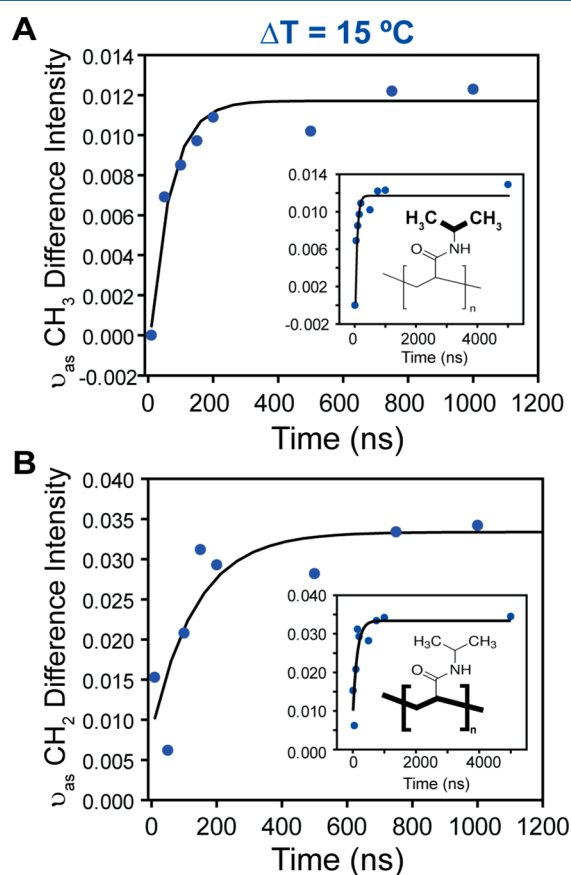 A
ΔT = 15 ºC
υas CH3 Difference Intensity
0.014
0.012
0.010
0.008
0.006
0.004
0.002
0.000
-0.002
0 200 400 600 800 1000 1200
Time (ns)
0.014
0.010
0.006
0.002
-0.002
0 2000 4000
Time (ns)
H3C CH3
O NH
n
B
υas CH2 Difference Intensity
0.040
0.035
0.030
0.025
0.020
0.015
0.010
0.005
0.000
0 200 400 600 800 1000 1200
Time (ns)
0.040
0.030
0.020
0.010
0.000
0 2000 4000
Time (ns)
H3C CH3
O NH
n